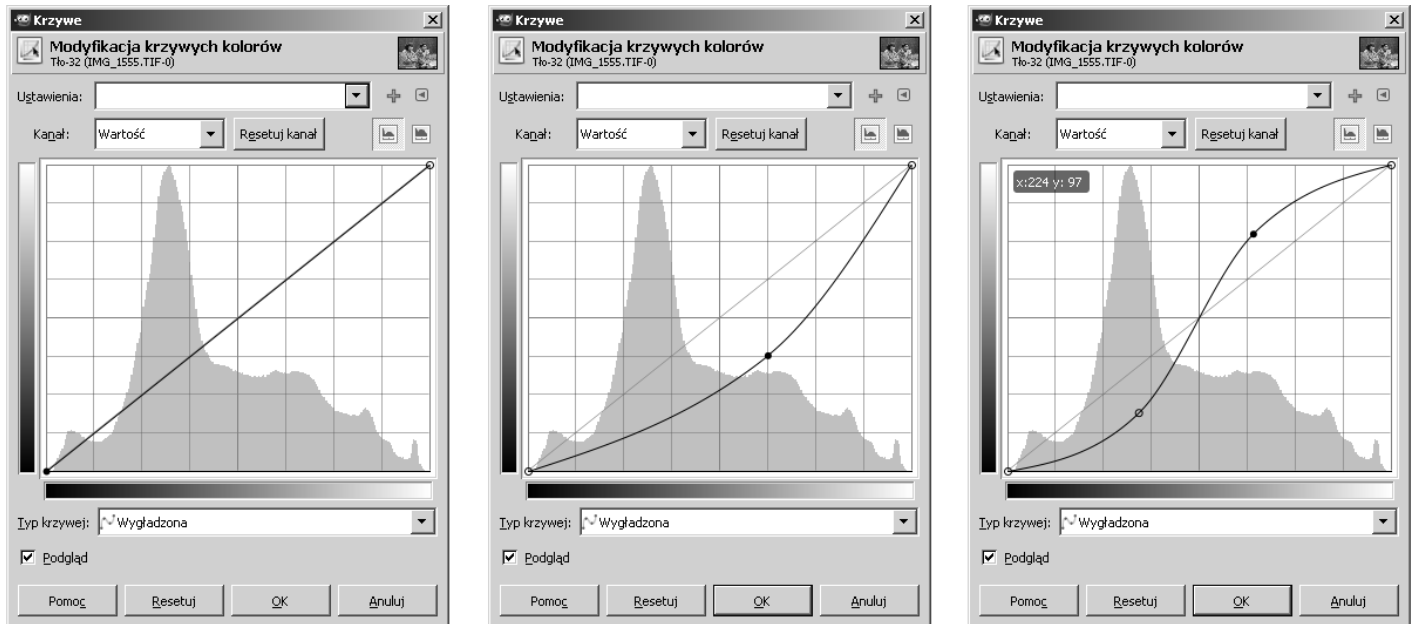 Krzywe
Modyfikacja krzywych kolorów
Tło-32 (IMG_1555.TIF-0)
Ustawienia:
Kanał: Wartość Resetuj kanał
Typ krzywej: Wygładzona
Podgląd
Pomoc Resetuj OK Anuluj
Krzywe
Modyfikacja krzywych kolorów
Tło-32 (IMG_1555.TIF-0)
Ustawienia:
Kanał: Wartość Resetuj kanał
Typ krzywej: Wygładzona
Podgląd
Pomoc Resetuj OK Anuluj
Krzywe
Modyfikacja krzywych kolorów
Tło-32 (IMG_1555.TIF-0)
Ustawienia:
Kanał: Wartość Resetuj kanał
x:224 y: 97
Typ krzywej: Wygładzona
Podgląd
Pomoc Resetuj OK Anuluj